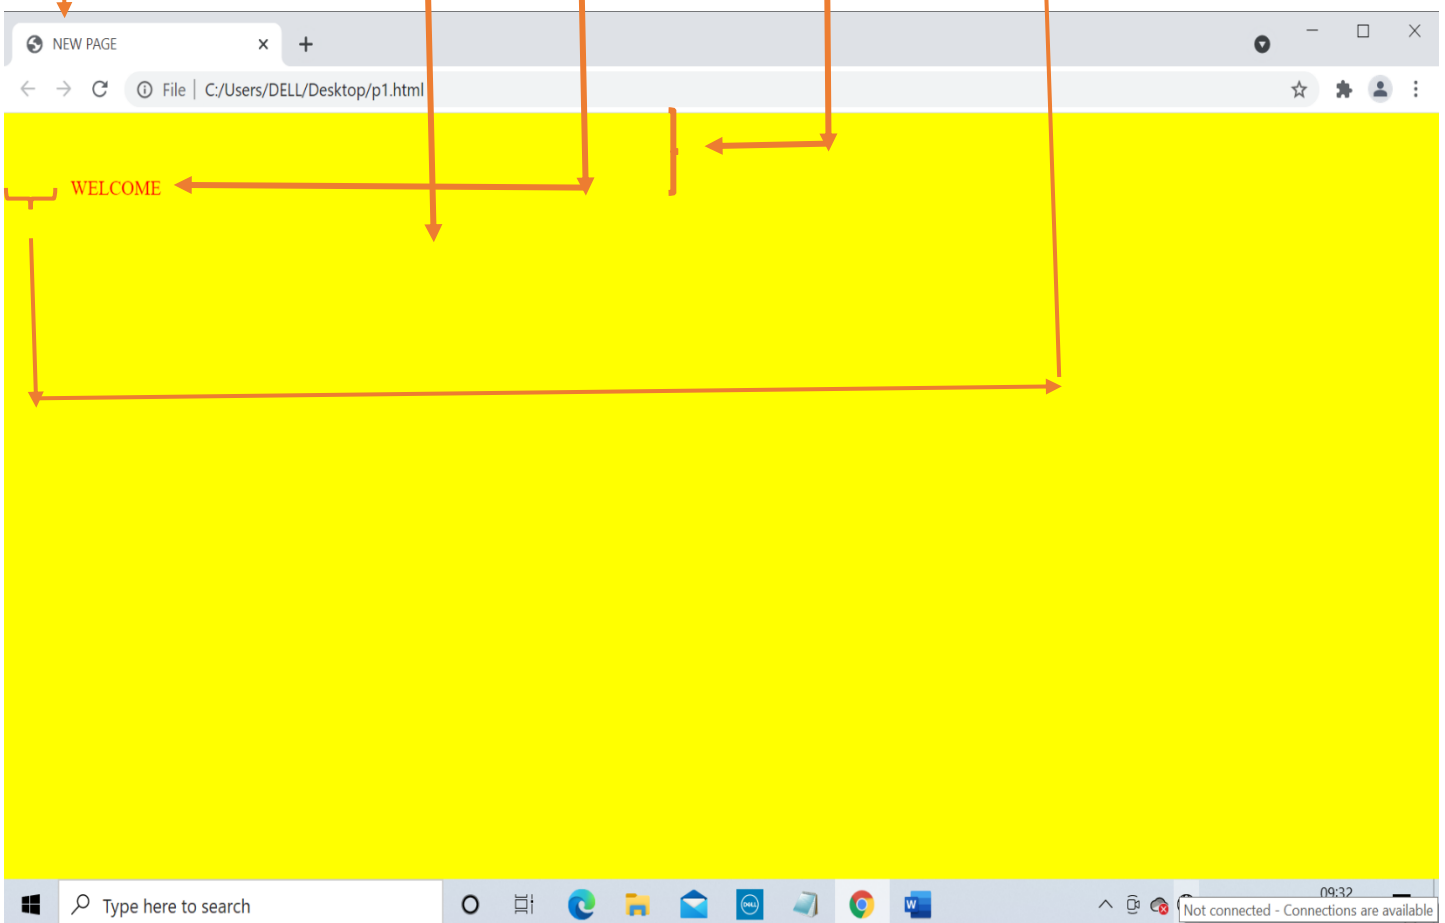 NEW PAGE
File C:/Users/DELL/Desktop/p1.html
WELCOME
Type here to search
DELL
W
09:32
Not connected - Connections are available